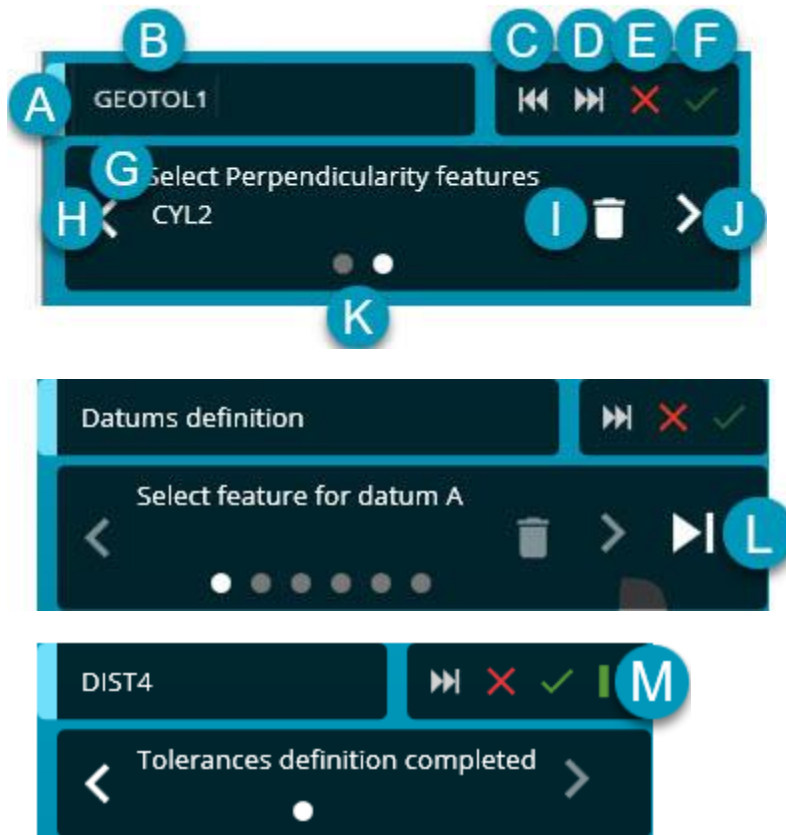 B C D E F
A GEOTOL1
G Select Perpendicularity features
H CYL2 I J
K
Datums definition
Select feature for datum A
L
DIST4 M
Tolerances definition completed